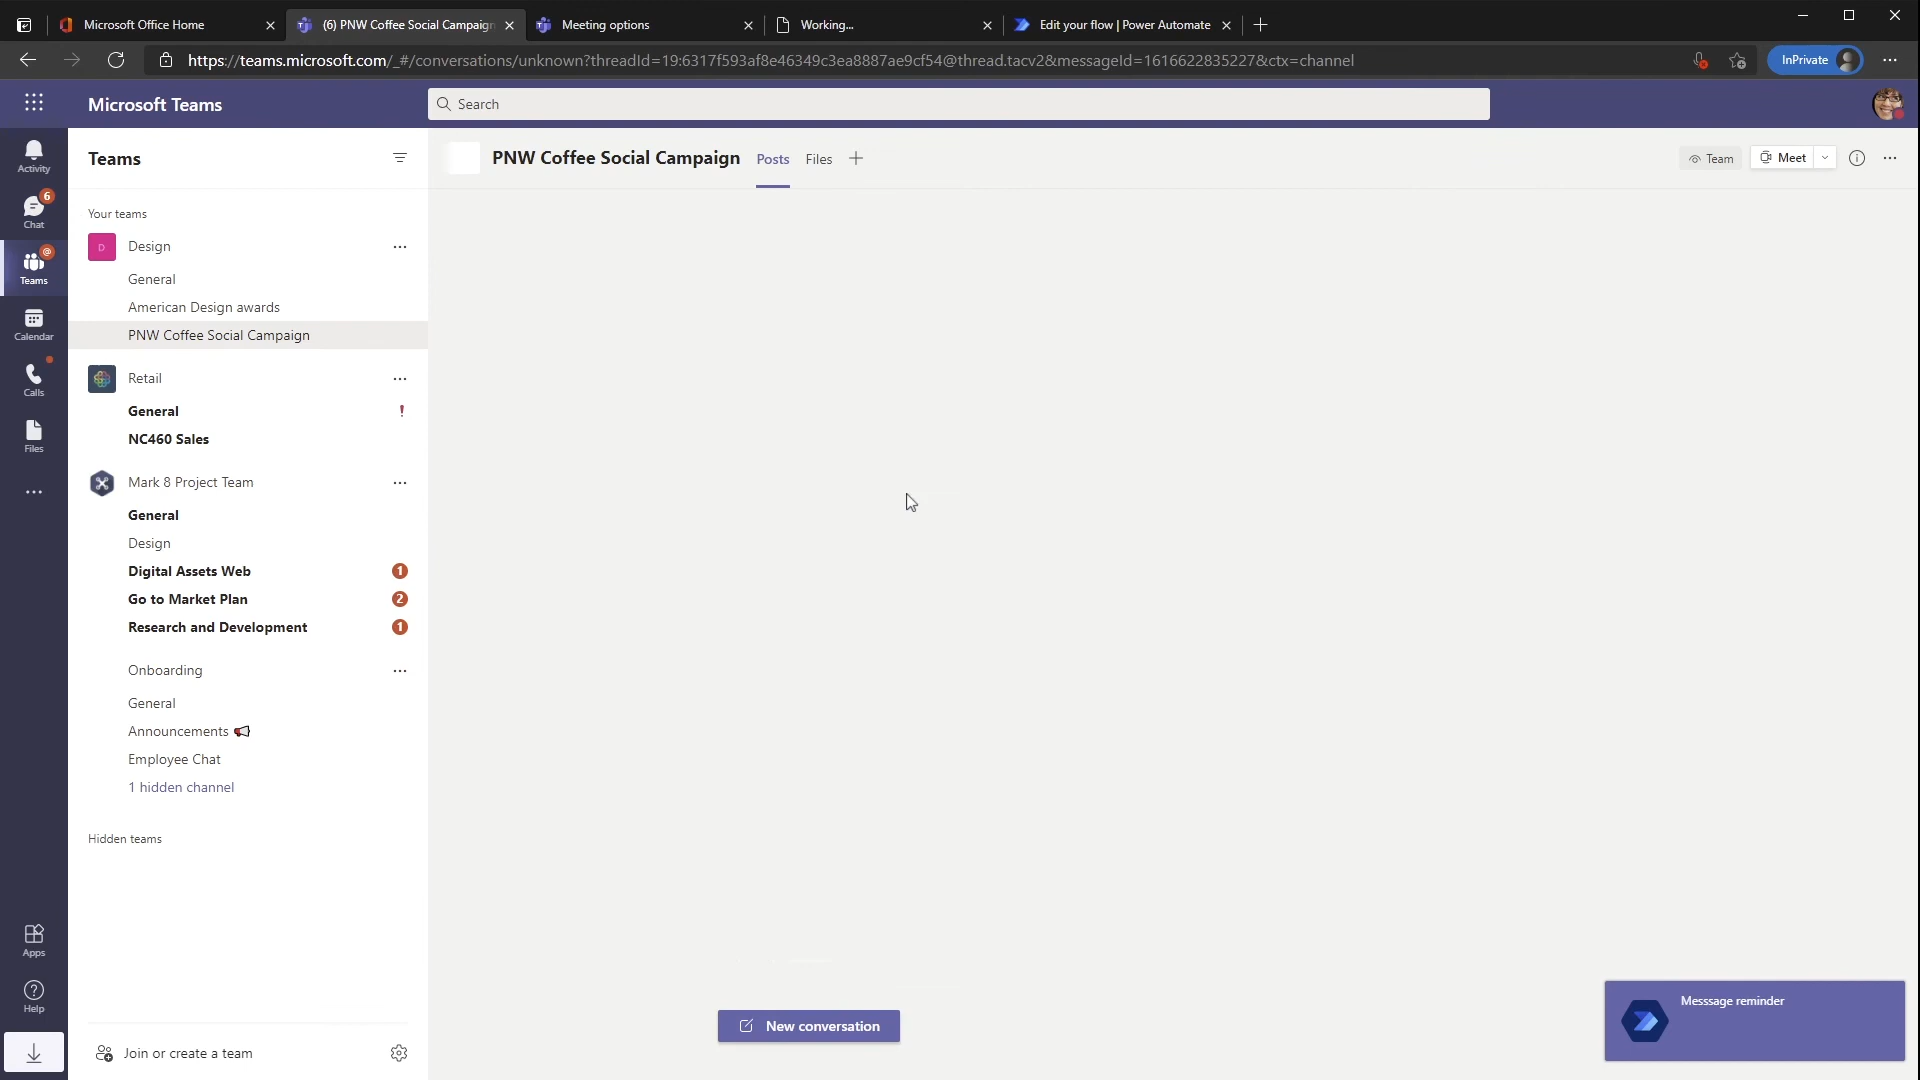 Microsoft Office Home
(6) PNW Coffee Social Campaign
Meeting options
Working...
Edit your flow | Power Automate
https://teams.microsoft.com/_#/conversations/unknown?threadId=19:6317f593af8e46349c3ea8887ae9cf54@thread.tacv2&messageId=1616622835227&ctx=channel
InPrivate
Microsoft Teams
Search
Activity
6
Chat
@
Teams
Calendar
Calls
Files
Apps
Help
Teams
Your teams
D
Design
General
American Design awards
PNW Coffee Social Campaign
Retail
General
!
NC460 Sales
Mark 8 Project Team
General
Design
Digital Assets Web 1
Go to Market Plan 2
Research and Development 1
Onboarding
General
Announcements
Employee Chat
1 hidden channel
Hidden teams
Join or create a team
PNW Coffee Social Campaign
Posts
Files
Team
Meet
New conversation
Messsage reminder